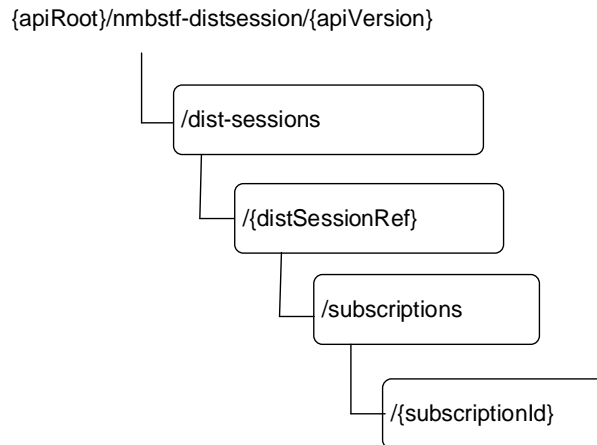 {apiRoot}/nmbstf-distsession/{apiVersion}
/dist-sessions
/{distSessionRef}
/subscriptions
/{subscriptionId}